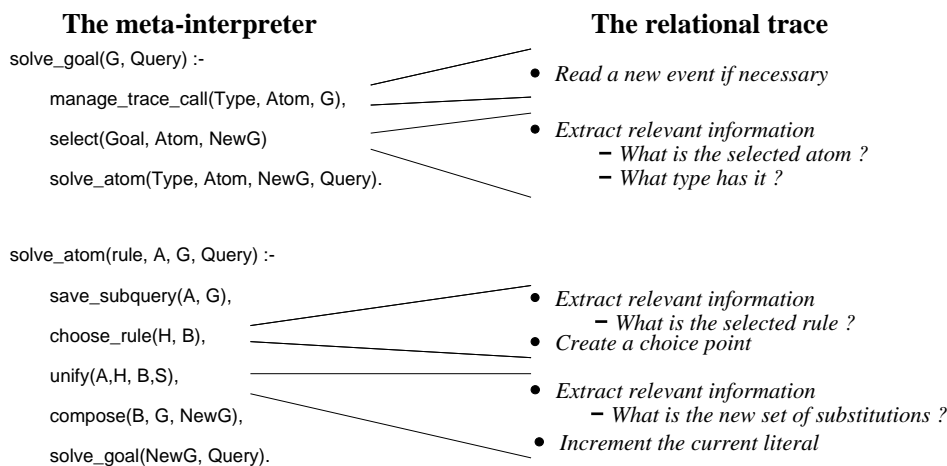 The meta-interpreter
solve_goal(G, Query) :-
manage_trace_call(Type, Atom, G),
select(Goal, Atom, NewG)
solve_atom(Type, Atom, NewG, Query).
solve_atom(rule, A, G, Query) :-
save_subquery(A, G),
choose_rule(H, B),
unify(A,H, B,S),
compose(B, G, NewG),
solve_goal(NewG, Query).
The relational trace
• Read a new event if necessary
• Extract relevant information
– What is the selected atom ?
– What type has it ?
• Extract relevant information
– What is the selected rule ?
• Create a choice point
• Extract relevant information
– What is the new set of substitutions ?
• Increment the current literal